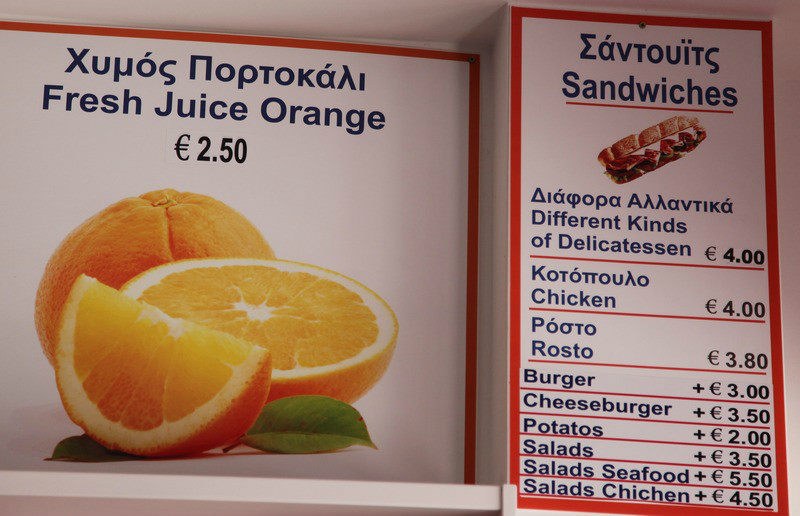 Χυμός Πορτοκάλι
Fresh Juice Orange
€ 2.50
Σάντουϊτς
Sandwiches
Διάφορα Αλλαντικά
Different Kinds
of Delicatessen € 4.00
Κοτόπουλο
Chicken € 4.00
Ρόστο
Rosto € 3.80
Burger + € 3.00
Cheeseburger + € 3.50
Potatos + € 2.00
Salads + € 3.50
Salads Seafood + € 5.50
Salads Chichen + € 4.50